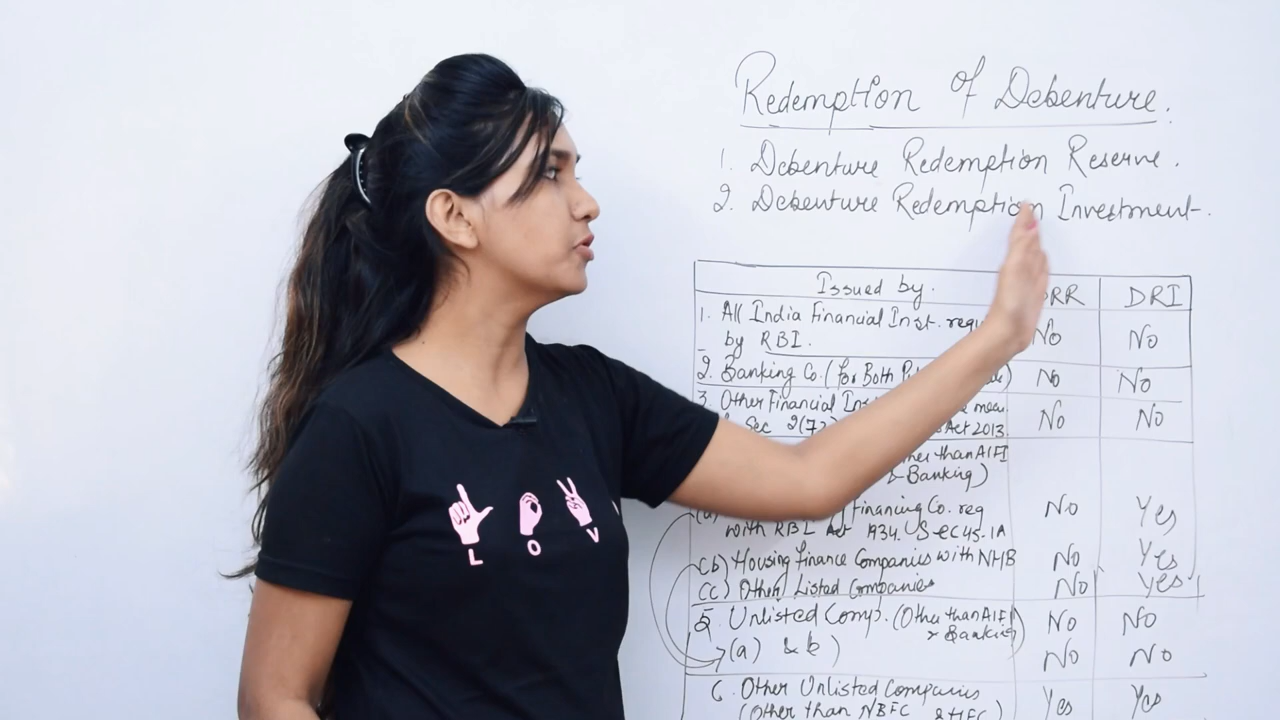 Redemption of Debenture.
1. Debenture Redemption Reserve.
2. Debenture Redemption Investment.
Issued by. DRR DRI
1. All India Financial Inst. requ
by RBI. No No
2. Banking Co. (for Both No No
3. Other Financial Ins
Sec 2(72) Act 2013. No No
other than AIFI
& Banking)
(a) Financing Co. reg No Yes
with RBI Act 1934. Sec 45-IA
(b) Housing finance Companies with NHB No Yes
(c) Other Listed Companies No Yes
5. Unlisted Comp. (Other than AIFI No No
& Banking)
(a) & b) No No
6. Other Unlisted Companies Yes Yes
(Other than NBFC & HFC)
L O V